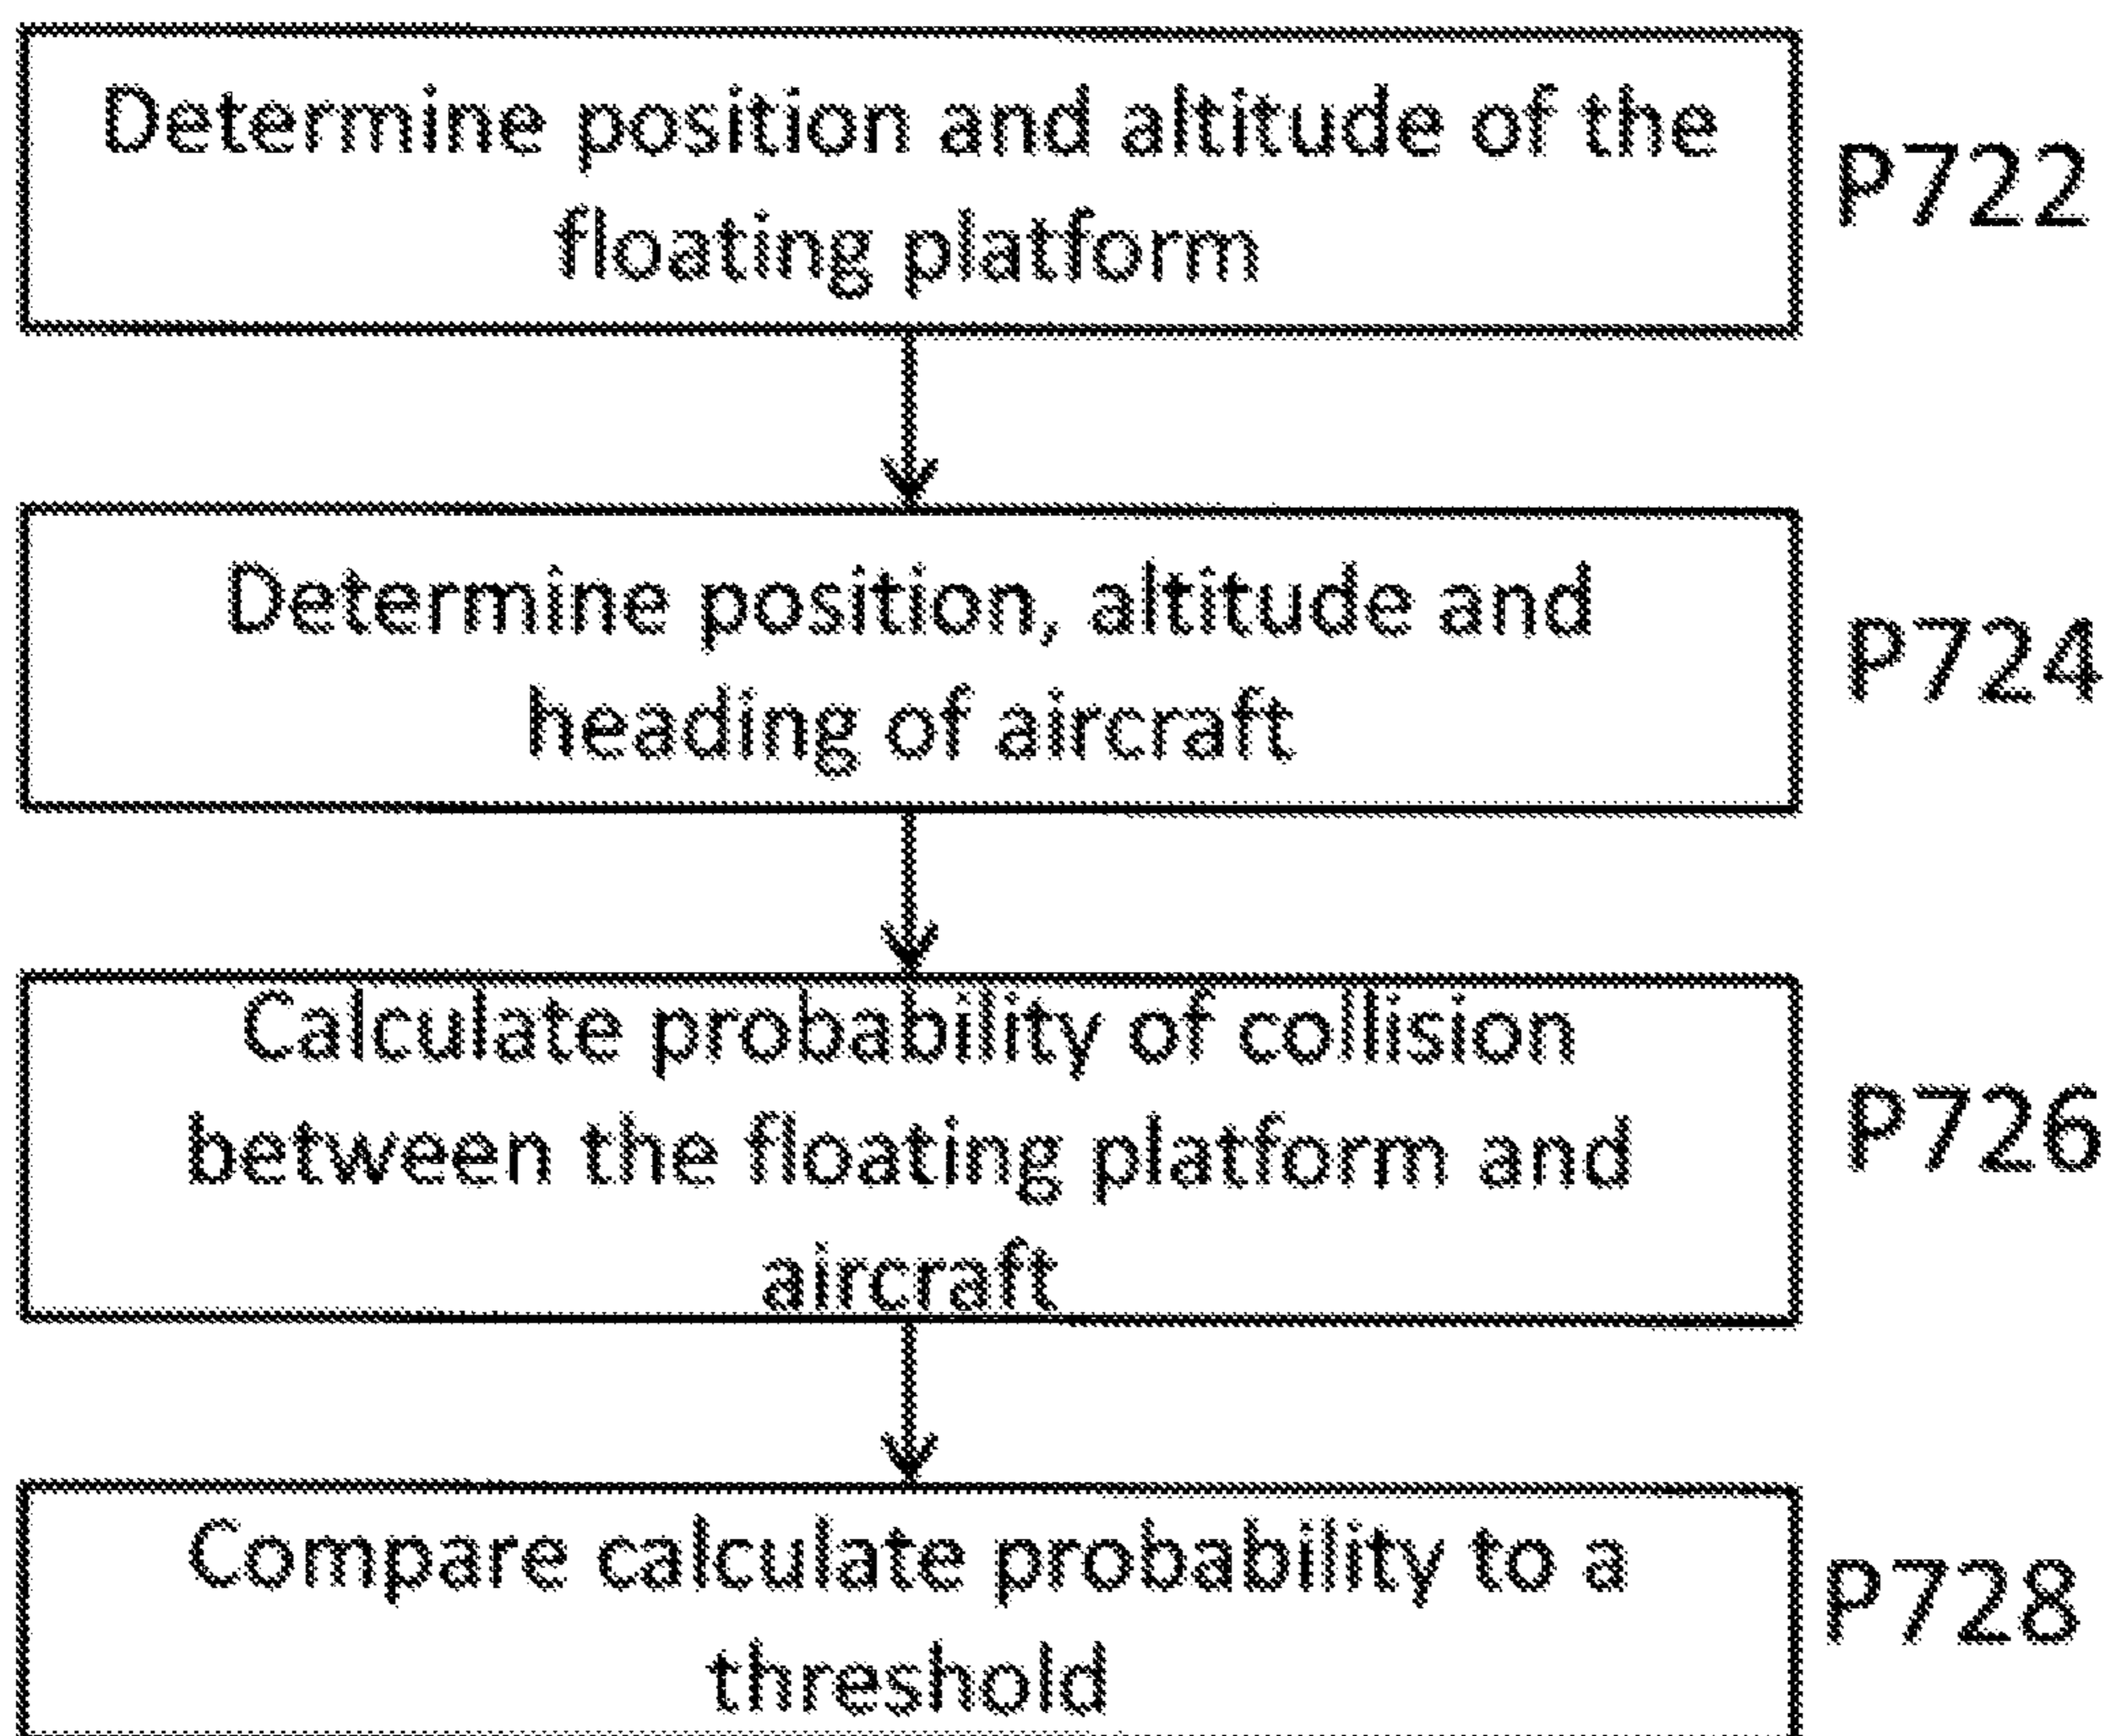 Determine position and altitude of the
floating platform
P722
Determine position, altitude and
heading of aircraft
P724
Calculate probability of collision
between the floating platform and
aircraft
P726
Compare calculate probability to a
threshold
P728